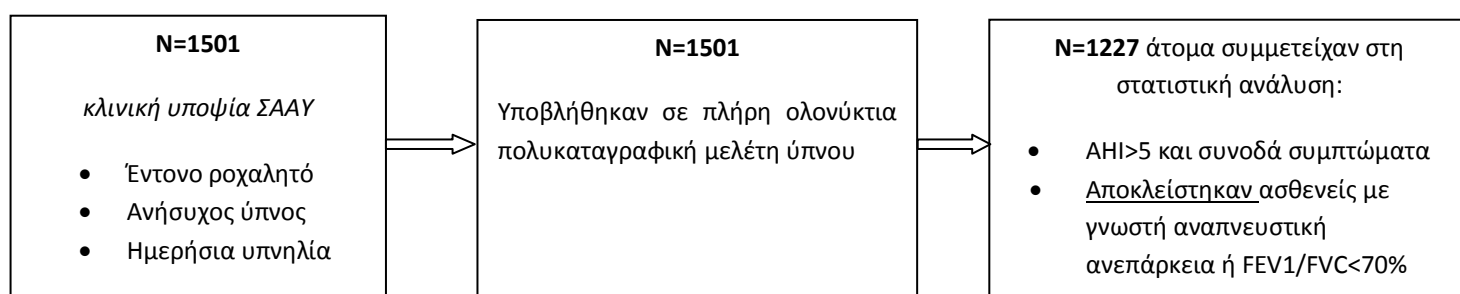 N=1501
κλινική υποψία ΣΑΑΥ
• Έντονο ροχαλητό
• Ανήσυχος ύπνος
• Ημερήσια υπνηλία
N=1501
Υποβλήθηκαν σε πλήρη ολονύκτια
πολυκαταγραφική μελέτη ύπνου
N=1227 άτομα συμμετείχαν στη
στατιστική ανάλυση:
• AHI>5 και συνοδά συμπτώματα
• Αποκλείστηκαν ασθενείς με
γνωστή αναπνευστική
ανεπάρκεια ή FEV1/FVC<70%